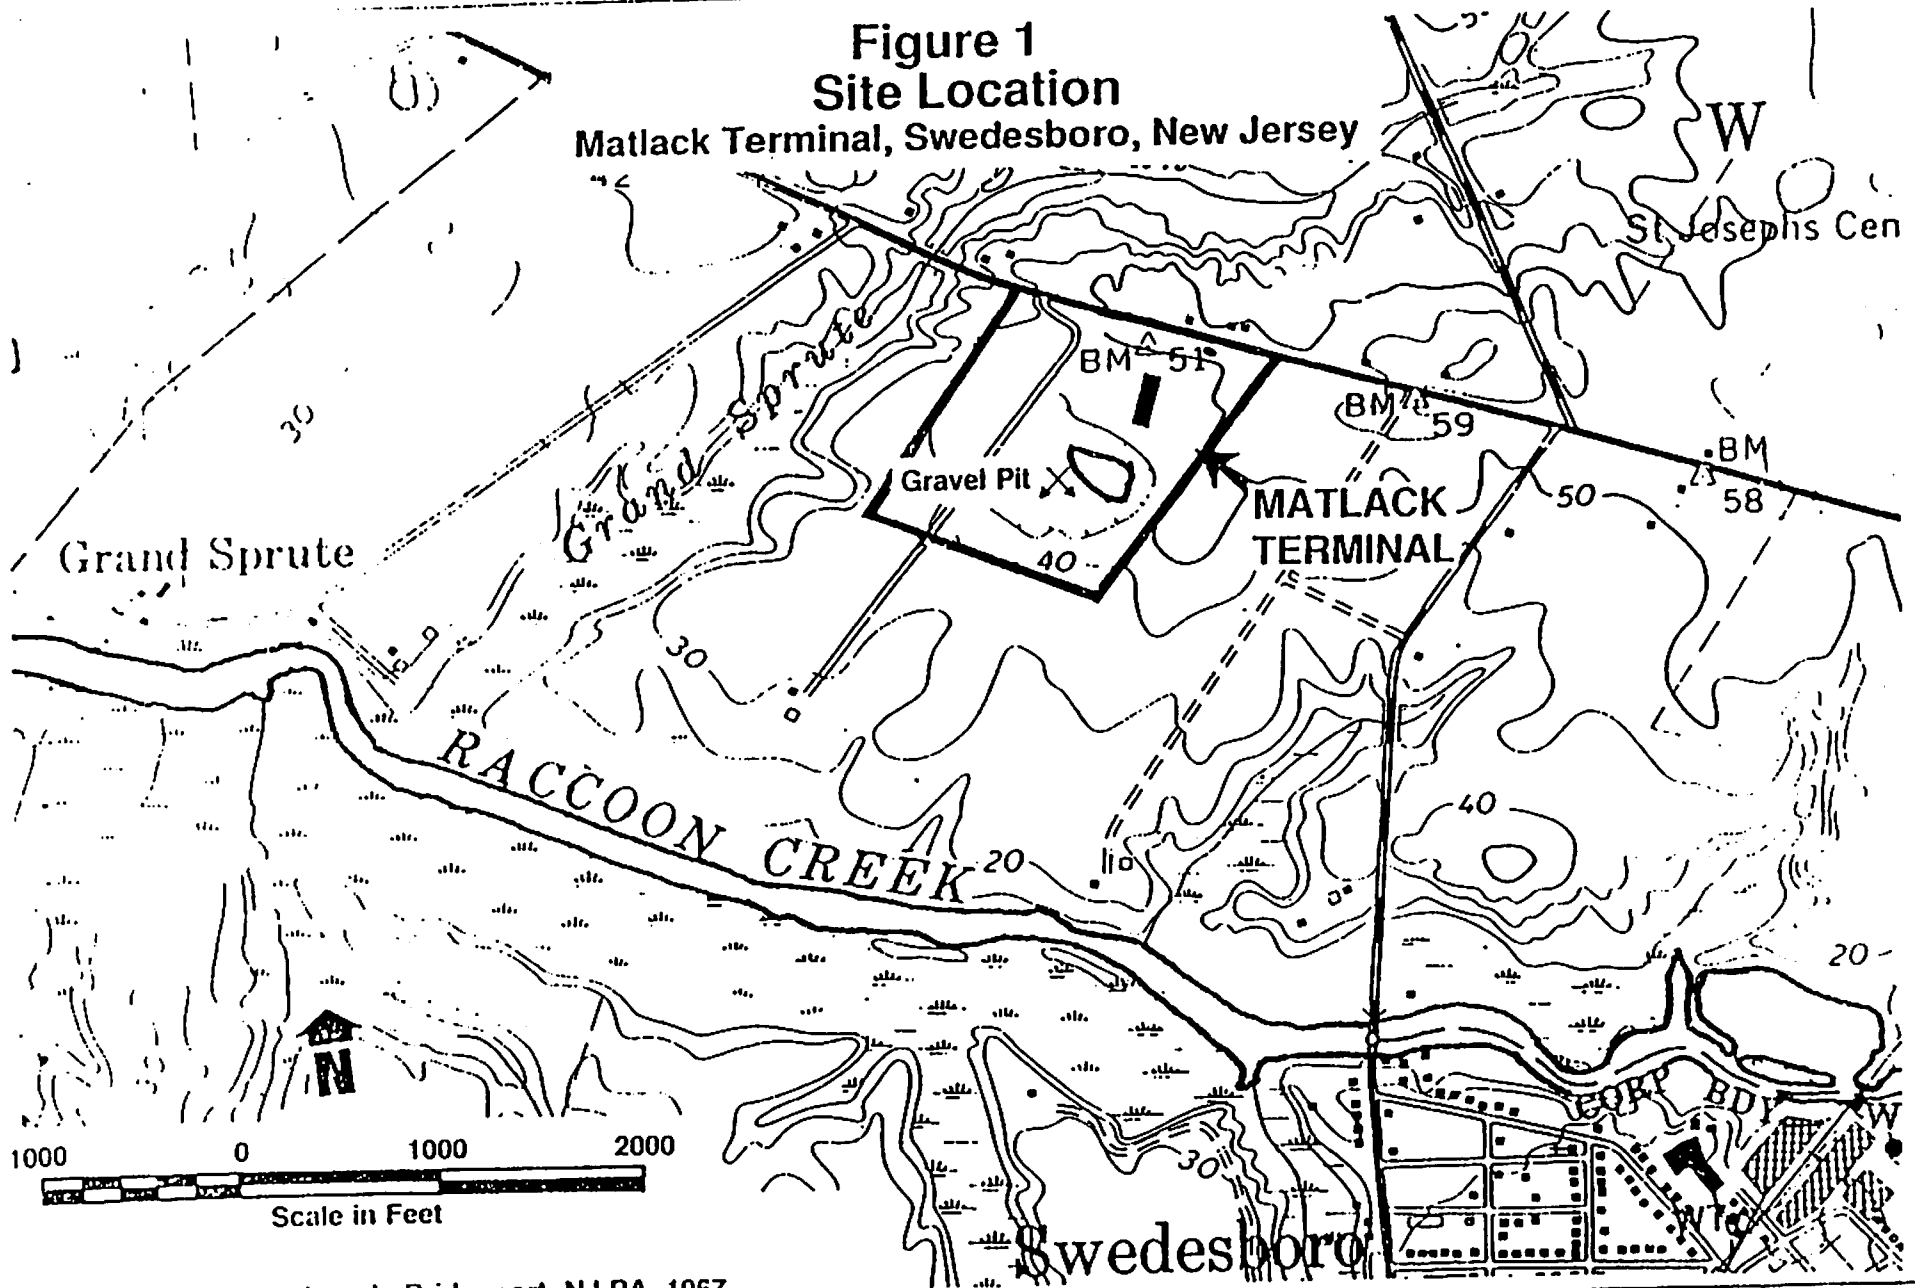 Figure 1
Site Location
Matlack Terminal, Swedesboro, New Jersey
W
St Josephs Cen
30
Grand Sprute
BM 51
BM 59
BM 58
Gravel Pit
MATLACK
TERMINAL
50
40
Grand Sprute
30
RACCOON CREEK
20
40
20
N
CORP BDY
W
30
1000 0 1000 2000
Scale in Feet
Swedesboro